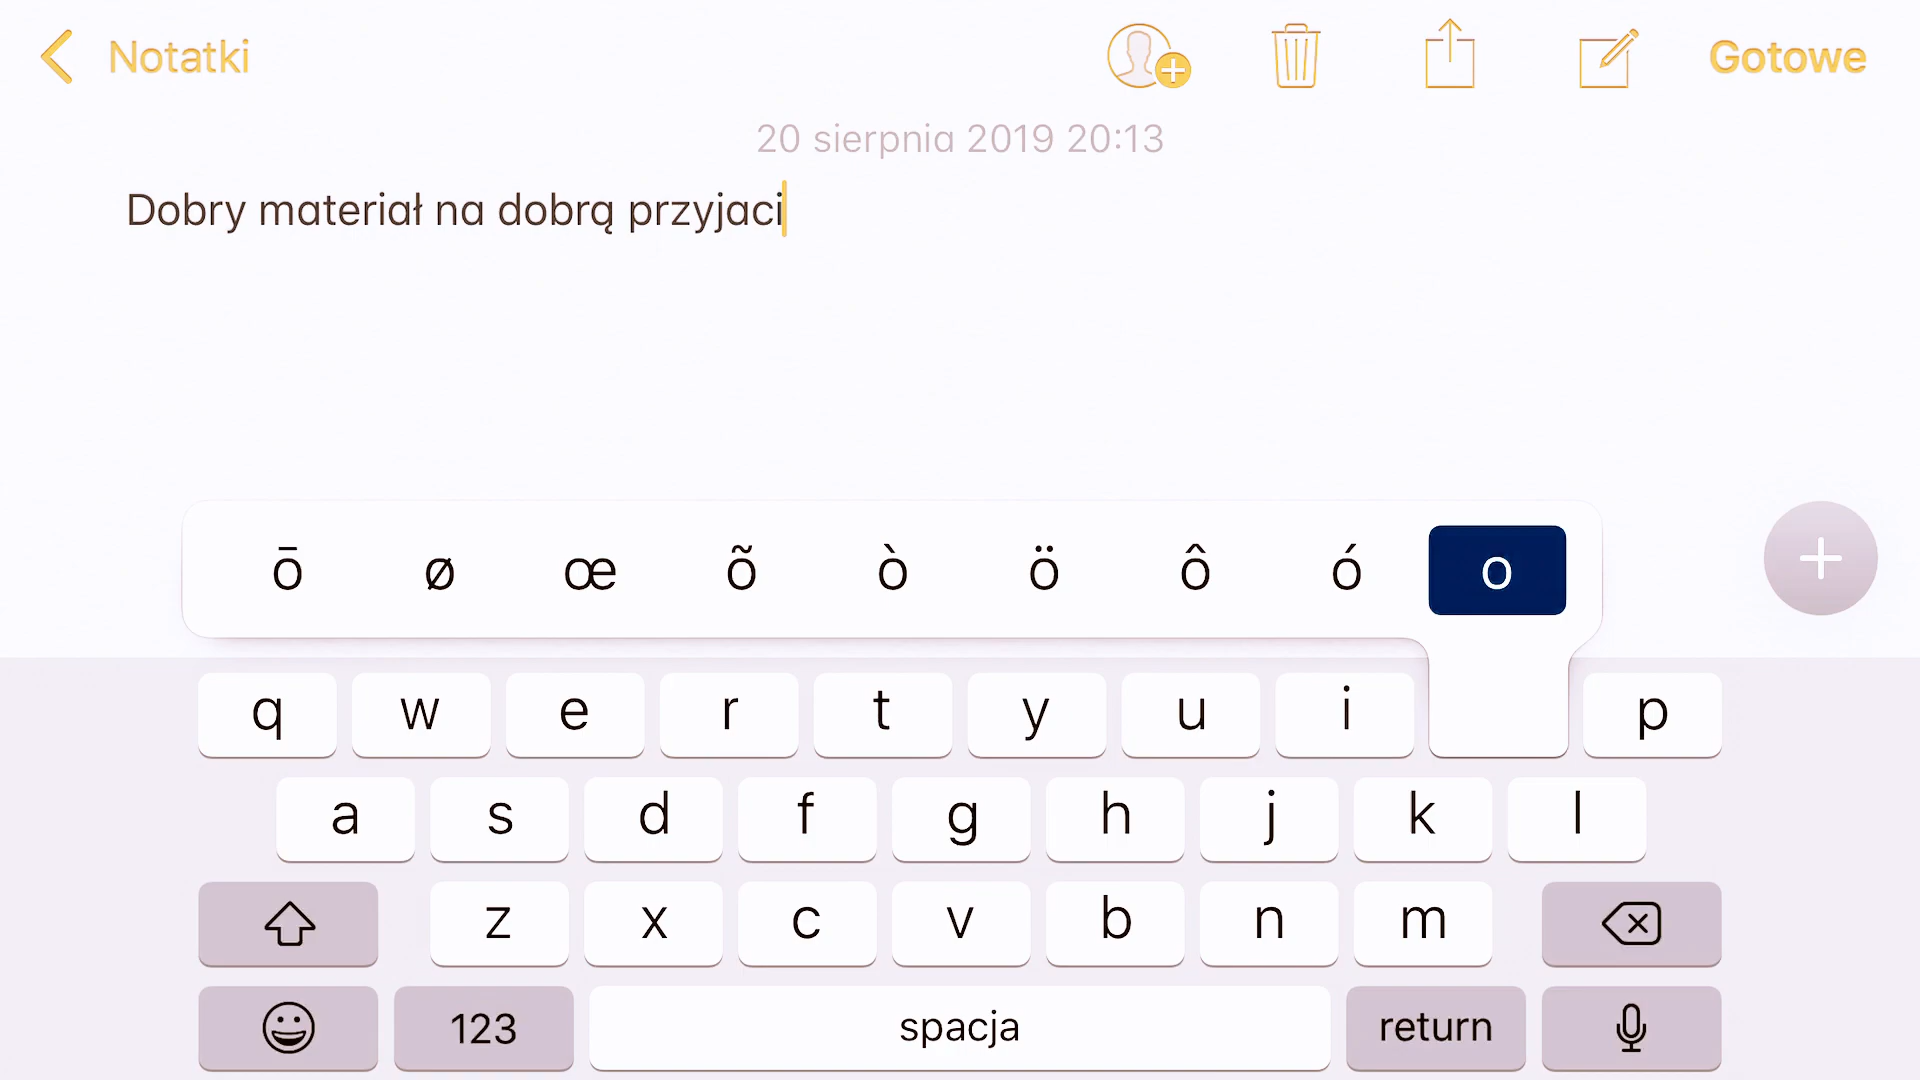 Notatki
Gotowe
20 sierpnia 2019 20:13
Dobry materiał na dobrą przyjaci
ō ø œ õ ò ö ô ó o
q w e r t y u i p
a s d f g h j k l
z x c v b n m
123 spacja return